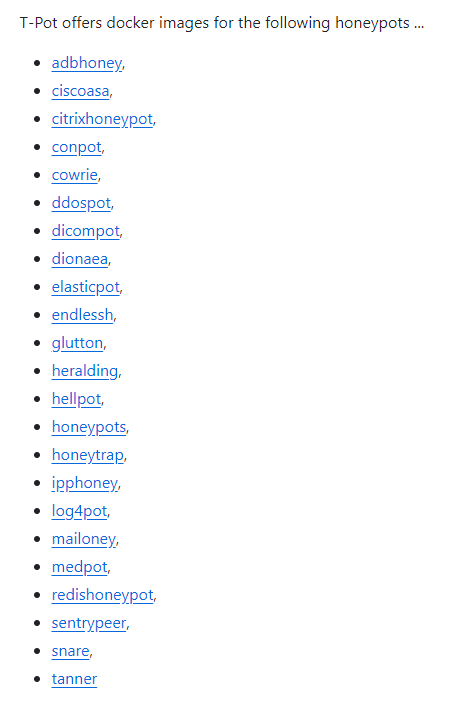 T-Pot offers docker images for the following honeypots ...
• adbhoney,
• ciscoasa,
• citrixhoneypot,
• conpot,
• cowrie,
• ddospot,
• dicompot,
• dionaea,
• elasticpot,
• endlessh,
• glutton,
• heralding,
• hellpot,
• honeypots,
• honeytrap,
• ipphoney,
• log4pot,
• mailoney,
• medpot,
• redishoneypot,
• sentrypeer,
• snare,
• tanner